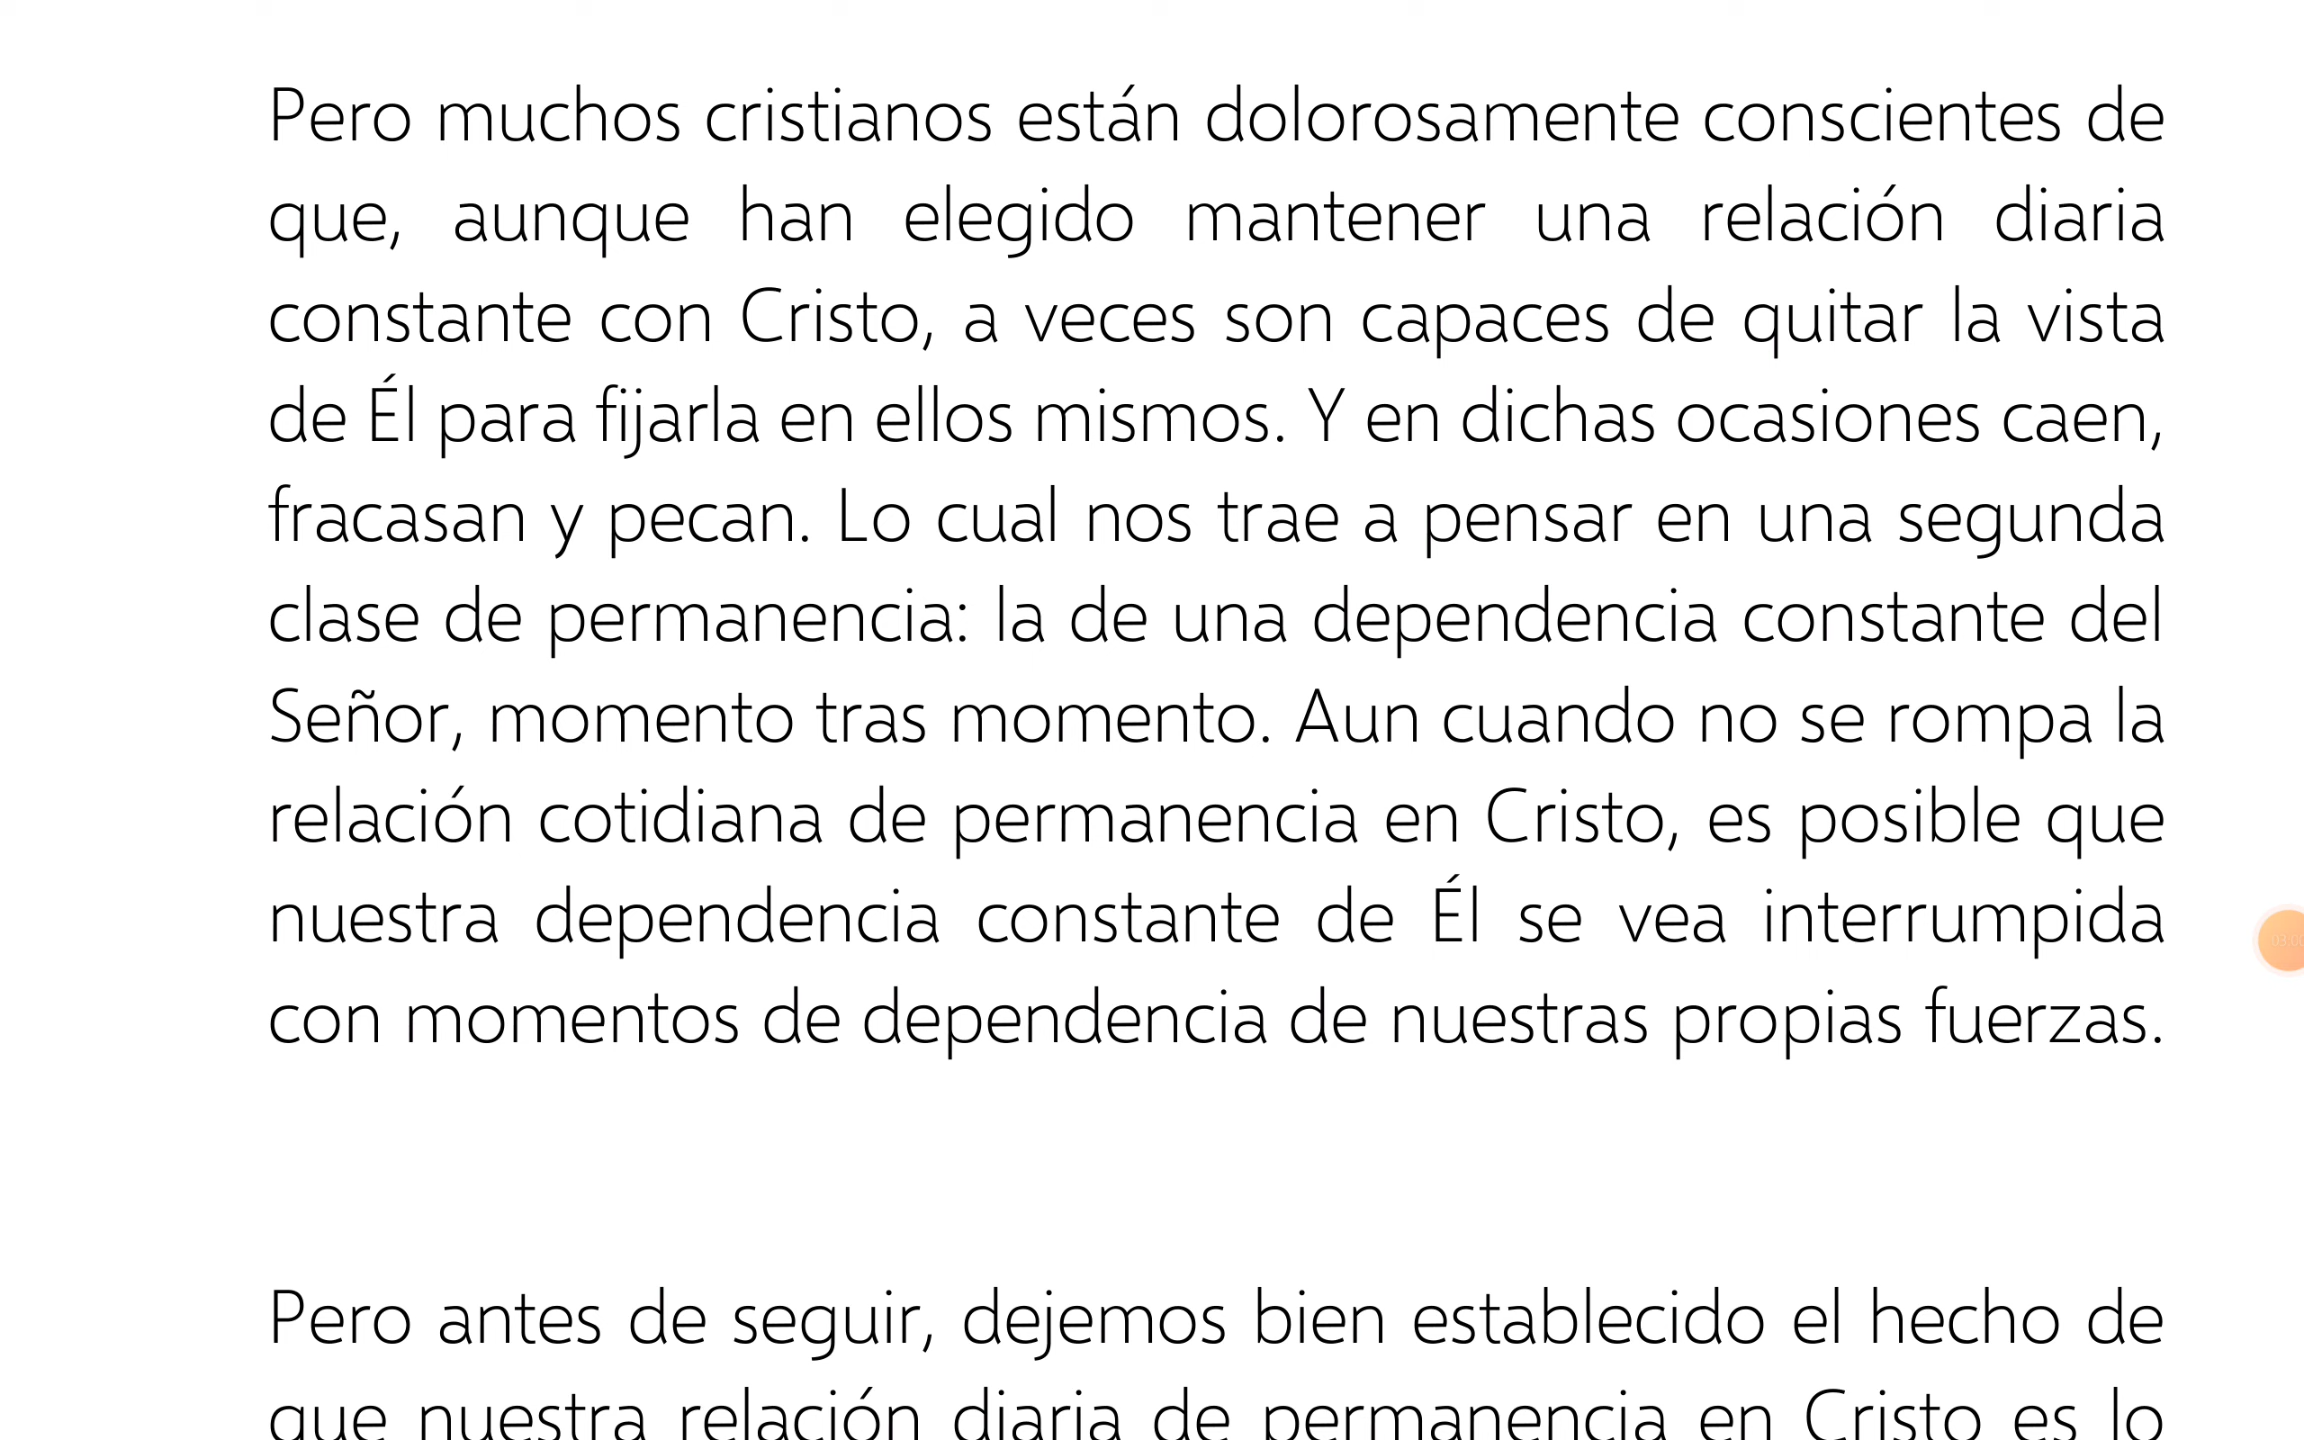 Pero muchos cristianos están dolorosamente conscientes de
que, aunque han elegido mantener una relación diaria
constante con Cristo, a veces son capaces de quitar la vista
de Él para fijarla en ellos mismos. Y en dichas ocasiones caen,
fracasan y pecan. Lo cual nos trae a pensar en una segunda
clase de permanencia: la de una dependencia constante del
Señor, momento tras momento. Aun cuando no se rompa la
relación cotidiana de permanencia en Cristo, es posible que
nuestra dependencia constante de Él se vea interrumpida
con momentos de dependencia de nuestras propias fuerzas.
Pero antes de seguir, dejemos bien establecido el hecho de
que nuestra relación diaria de permanencia en Cristo es lo